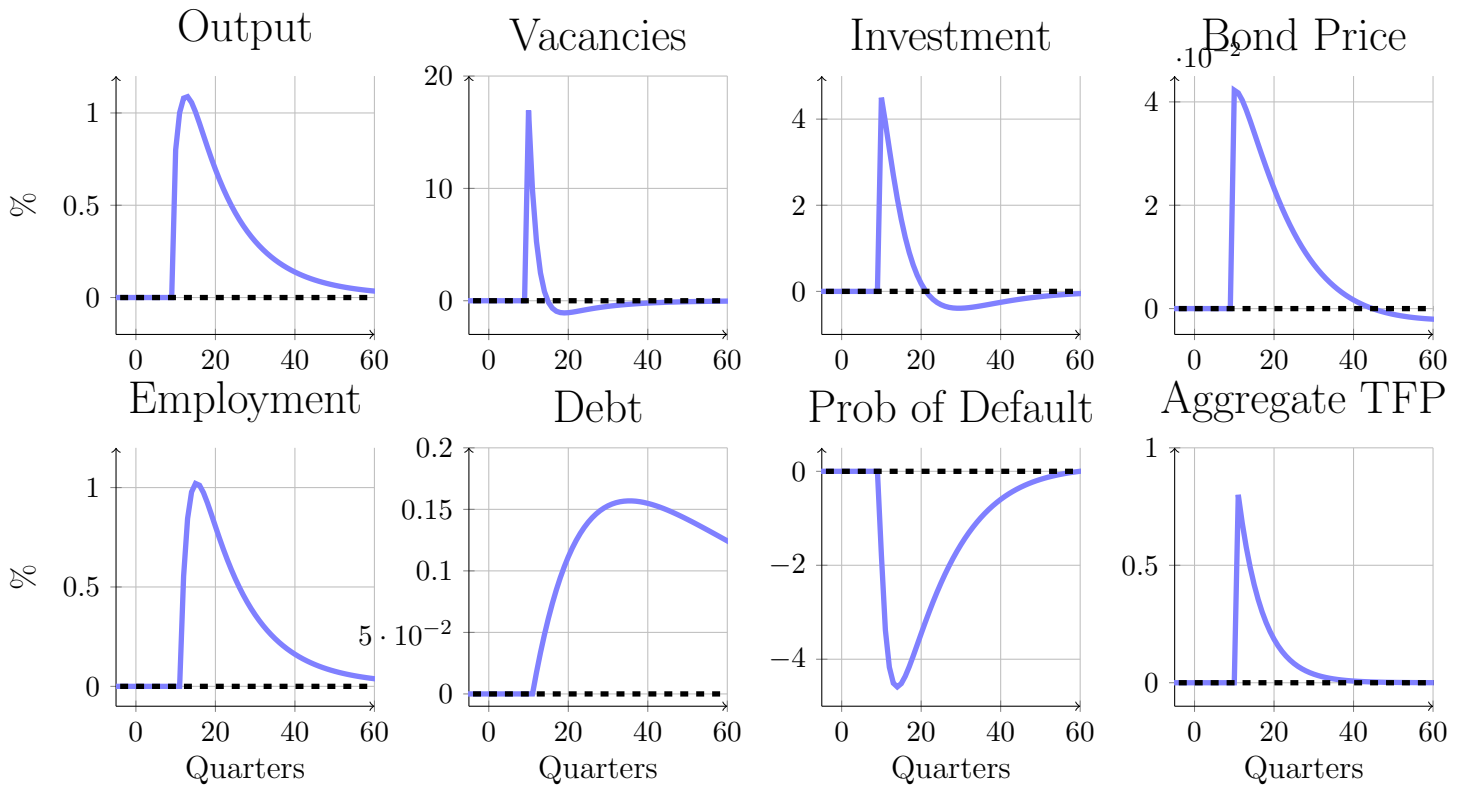 Output
Vacancies
Investment
Bond Price
·10⁻²
1
0.5
0
%
0 20 40 60
20
10
0
0 20 40 60
4
2
0
0 20 40 60
4
2
0
0 20 40 60
Employment
Debt
Prob of Default
Aggregate TFP
1
0.5
0
%
0 20 40 60
Quarters
0.2
0.15
0.1
5 · 10⁻²
0
0 20 40 60
Quarters
0
−2
−4
0 20 40 60
Quarters
1
0.5
0
0 20 40 60
Quarters